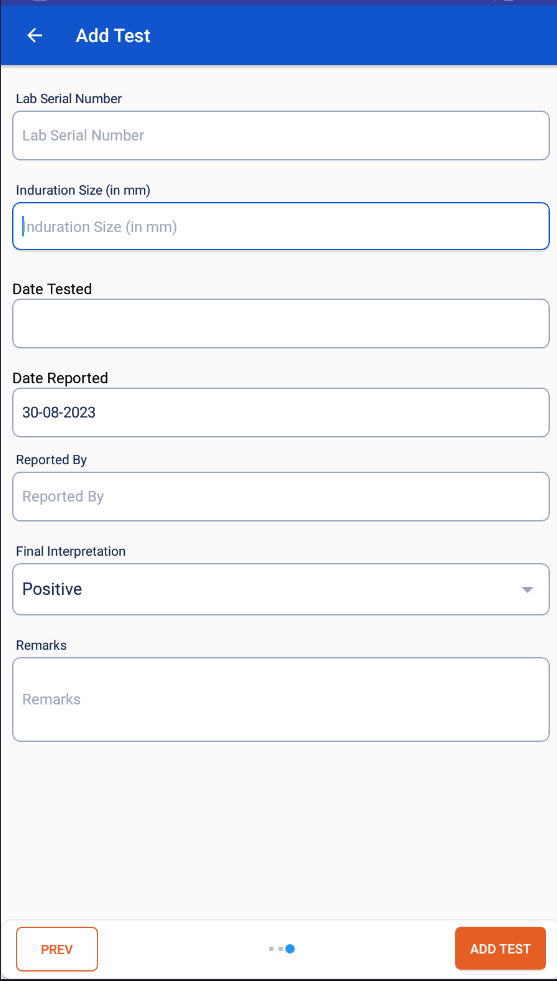 Add Test
Lab Serial Number
Lab Serial Number
Induration Size (in mm)
Induration Size (in mm)
Date Tested
Date Reported
30-08-2023
Reported By
Reported By
Final Interpretation
Positive
Remarks
Remarks
PREV
ADD TEST